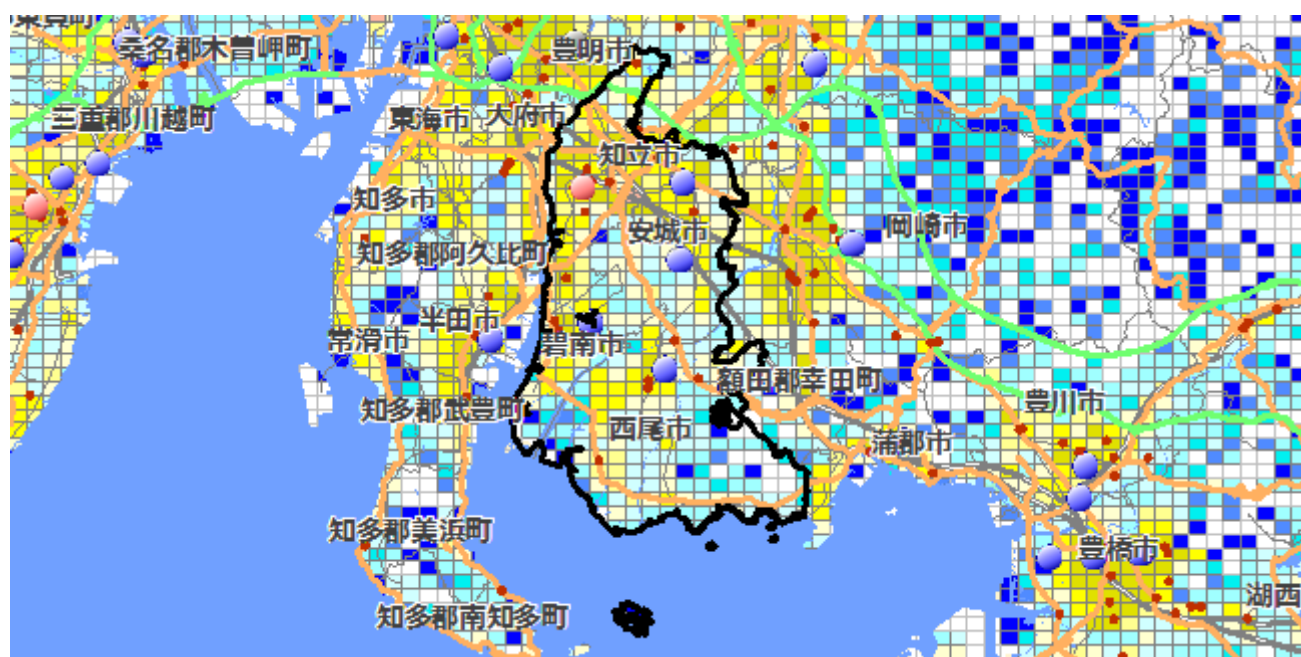 桑名郡木曽岬町
豊明市
三重郡川越町
東海市
大府市
知立市
知多市
安城市
岡崎市
知多郡阿久比町
半田市
常滑市
碧南市
額田郡幸田町
知多郡武豊町
西尾市
豊川市
蒲郡市
知多郡美浜町
豊橋市
湖西
知多郡南知多町